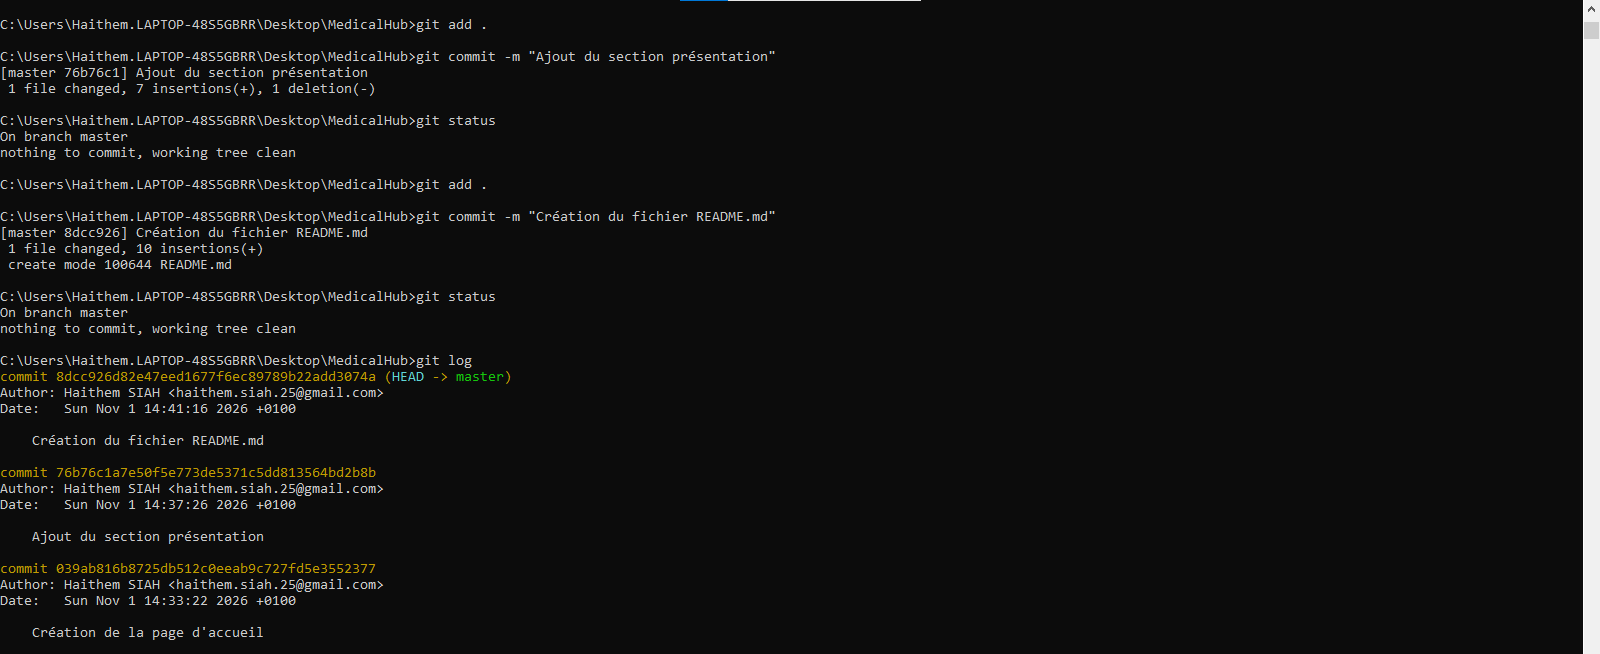 C:\Users\Haithem.LAPTOP-48S5GBRR\Desktop\MedicalHub>git add .
C:\Users\Haithem.LAPTOP-48S5GBRR\Desktop\MedicalHub>git commit -m "Ajout du section présentation"
[master 76b76c1] Ajout du section présentation
 1 file changed, 7 insertions(+), 1 deletion(-)
C:\Users\Haithem.LAPTOP-48S5GBRR\Desktop\MedicalHub>git status
On branch master
nothing to commit, working tree clean
C:\Users\Haithem.LAPTOP-48S5GBRR\Desktop\MedicalHub>git add .
C:\Users\Haithem.LAPTOP-48S5GBRR\Desktop\MedicalHub>git commit -m "Création du fichier README.md"
[master 8dcc926] Création du fichier README.md
 1 file changed, 10 insertions(+)
 create mode 100644 README.md
C:\Users\Haithem.LAPTOP-48S5GBRR\Desktop\MedicalHub>git status
On branch master
nothing to commit, working tree clean
C:\Users\Haithem.LAPTOP-48S5GBRR\Desktop\MedicalHub>git log
commit 8dcc926d82e47eed1677f6ec89789b22add3074a (HEAD -> master)
Author: Haithem SIAH <haithem.siah.25@gmail.com>
Date:   Sun Nov 1 14:41:16 2026 +0100
    Création du fichier README.md
commit 76b76c1a7e50f5e773de5371c5dd813564bd2b8b
Author: Haithem SIAH <haithem.siah.25@gmail.com>
Date:   Sun Nov 1 14:37:26 2026 +0100
    Ajout du section présentation
commit 039ab816b8725db512c0eeab9c727fd5e3552377
Author: Haithem SIAH <haithem.siah.25@gmail.com>
Date:   Sun Nov 1 14:33:22 2026 +0100
    Création de la page d'accueil